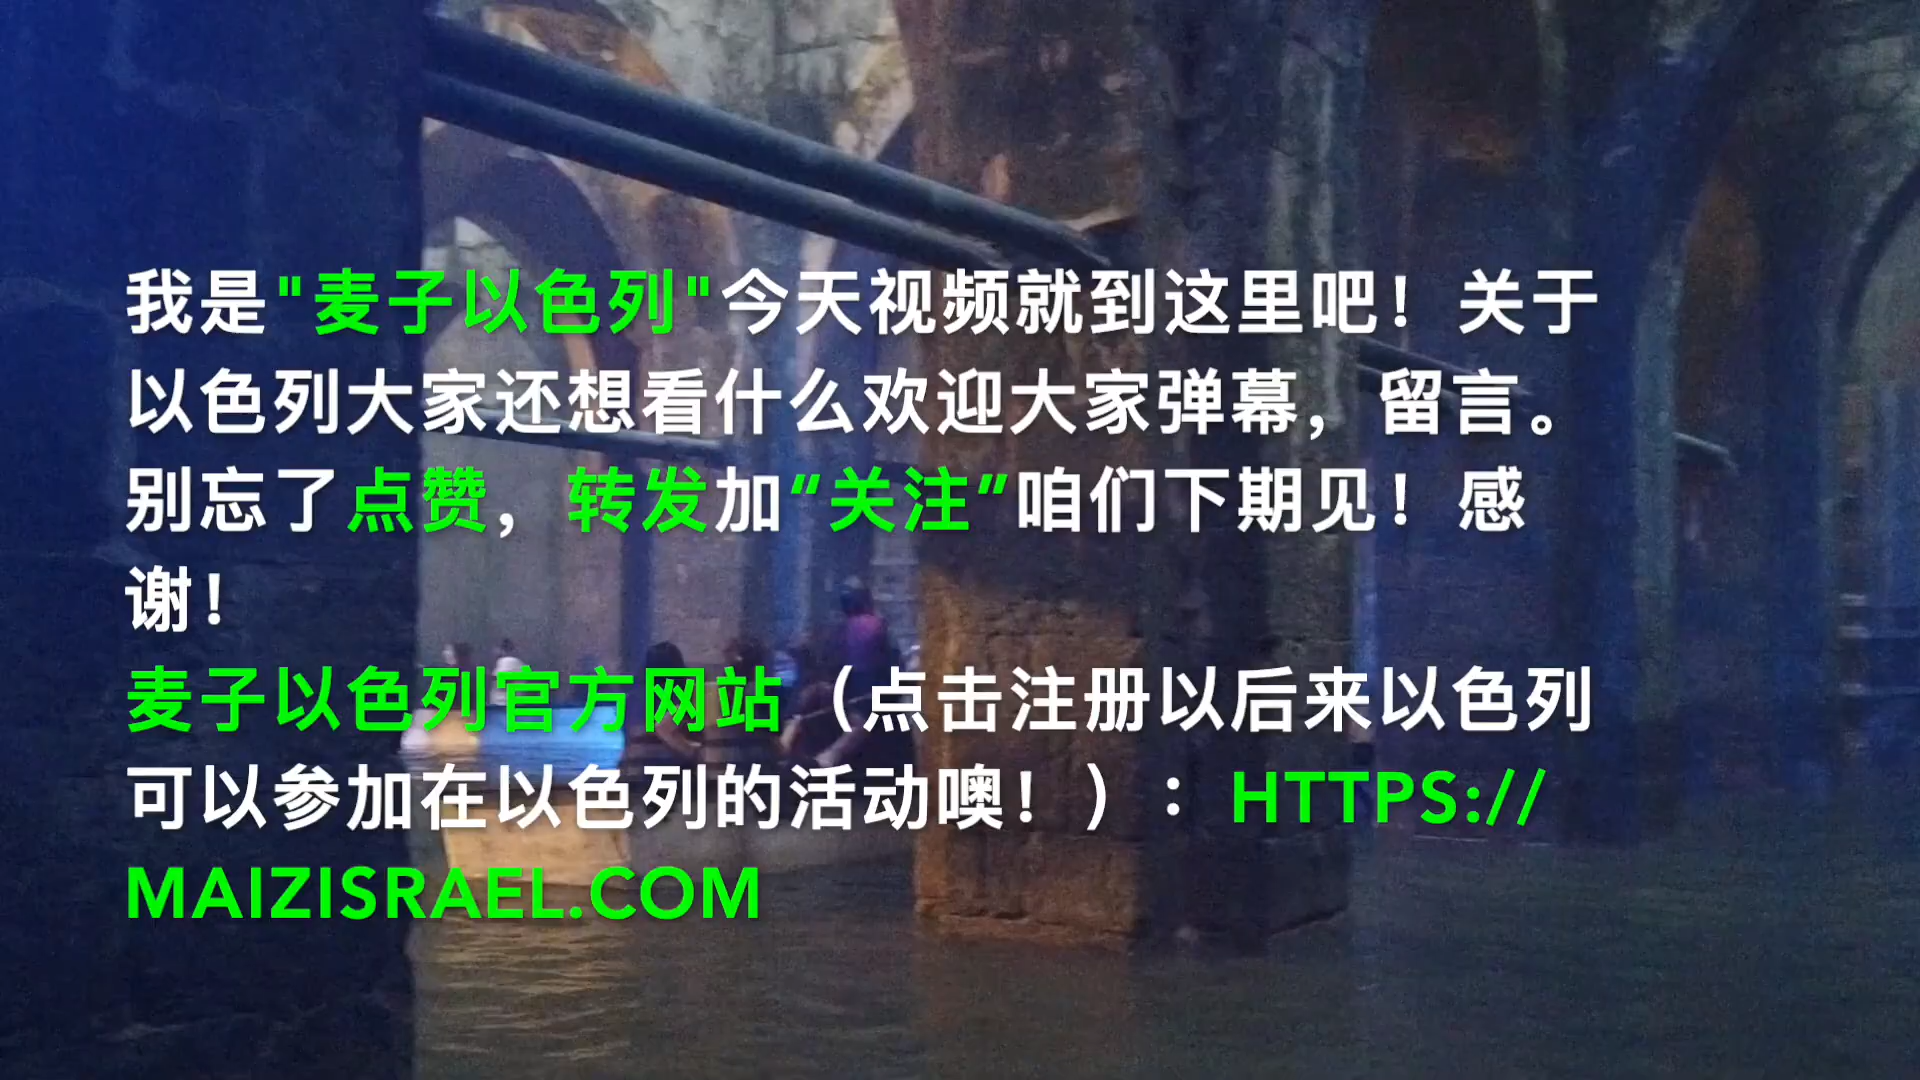 我是"麦子以色列"今天视频就到这里吧！关于
以色列大家还想看什么欢迎大家弹幕，留言。
别忘了点赞，转发加“关注”咱们下期见！感
谢！
麦子以色列官方网站（点击注册以后来以色列
可以参加在以色列的活动噢！）：HTTPS://
MAIZISRAEL.COM